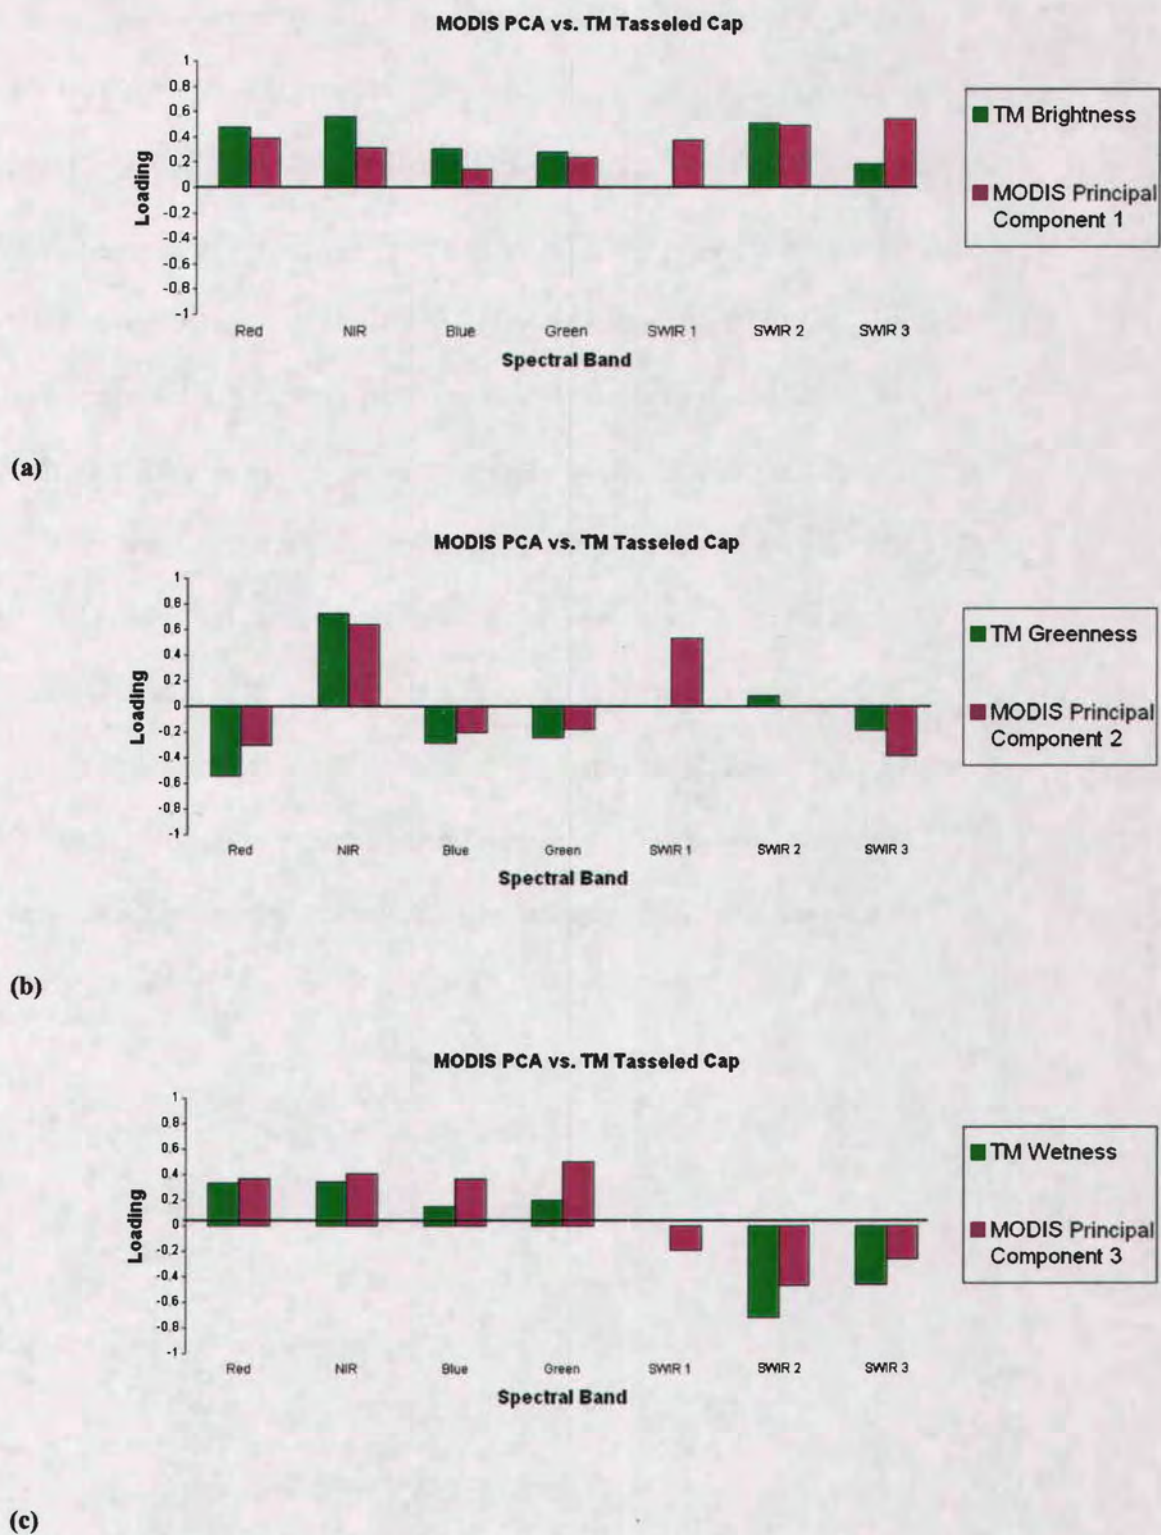 MODIS PCA vs. TM Tasseled Cap
1
0.8
0.6
0.4
0.2
0
-0.2
-0.4
-0.6
-0.8
-1
Loading
Red NIR Blue Green SWIR 1 SWIR 2 SWIR 3
Spectral Band
TM Brightness
MODIS Principal
Component 1
(a)
MODIS PCA vs. TM Tasseled Cap
1
0.8
0.6
0.4
0.2
0
-0.2
-0.4
-0.6
-0.8
-1
Loading
Red NIR Blue Green SWIR 1 SWIR 2 SWIR 3
Spectral Band
TM Greenness
MODIS Principal
Component 2
(b)
MODIS PCA vs. TM Tasseled Cap
1
0.8
0.6
0.4
0.2
0
-0.2
-0.4
-0.6
-0.8
-1
Loading
Red NIR Blue Green SWIR 1 SWIR 2 SWIR 3
Spectral Band
TM Wetness
MODIS Principal
Component 3
(c)